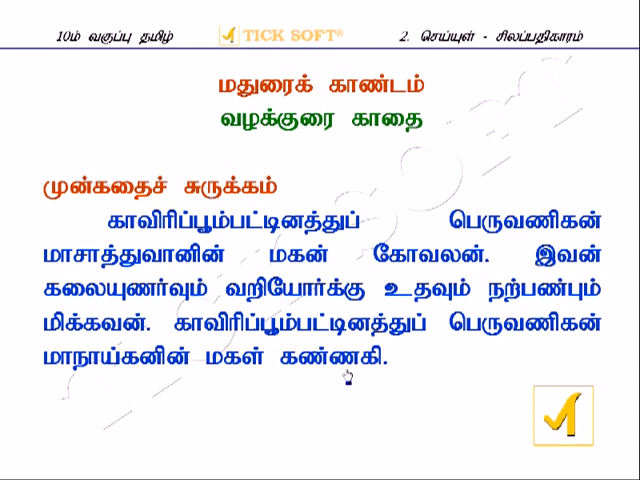 10ம் வகுப்பு தமிழ்
TICK SOFT®
2. செய்யுள் - சிலப்பதிகாரம்
மதுரைக் காண்டம்
வழக்குரை காதை
முன்கதைச் சுருக்கம்
காவிரிப்பூம்பட்டினத்துப் பெருவணிகன்
மாசாத்துவானின் மகன் கோவலன். இவன்
கலையுணர்வும் வறியோர்க்கு உதவும் நற்பண்பும்
மிக்கவன். காவிரிப்பூம்பட்டினத்துப் பெருவணிகன்
மாநாய்கனின் மகள் கண்ணகி.